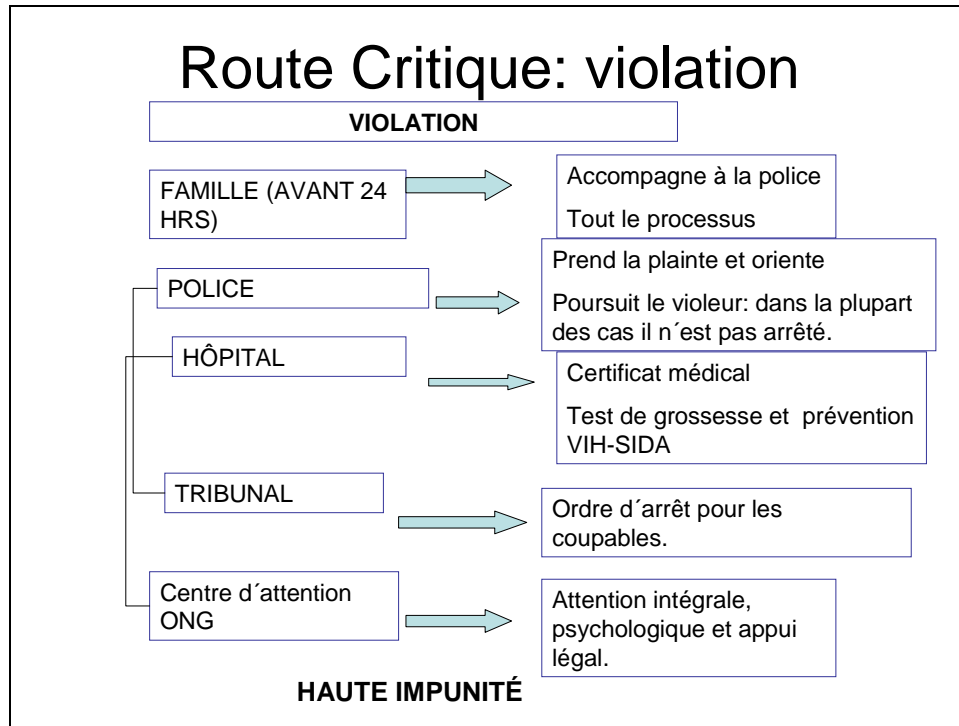 Route Critique: violation
VIOLATION
FAMILLE (AVANT 24
HRS)
Accompagne à la police
Tout le processus
POLICE
Prend la plainte et oriente
Poursuit le violeur: dans la plupart
des cas il n´est pas arrêté.
HÔPITAL
Certificat médical
Test de grossesse et prévention
VIH-SIDA
TRIBUNAL
Ordre d´arrêt pour les
coupables.
Centre d´attention
ONG
Attention intégrale,
psychologique et appui
légal.
HAUTE IMPUNITÉ